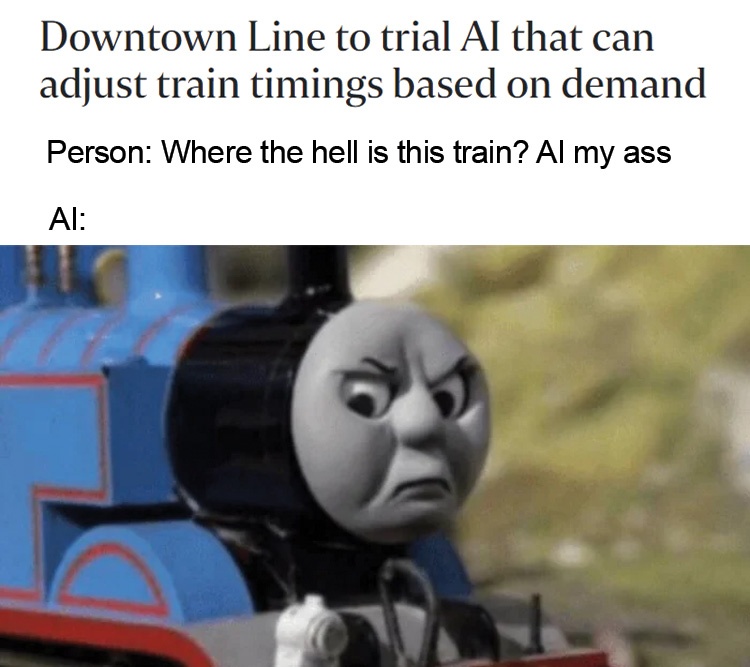 Downtown Line to trial AI that can
adjust train timings based on demand
Person: Where the hell is this train? AI my ass
AI: